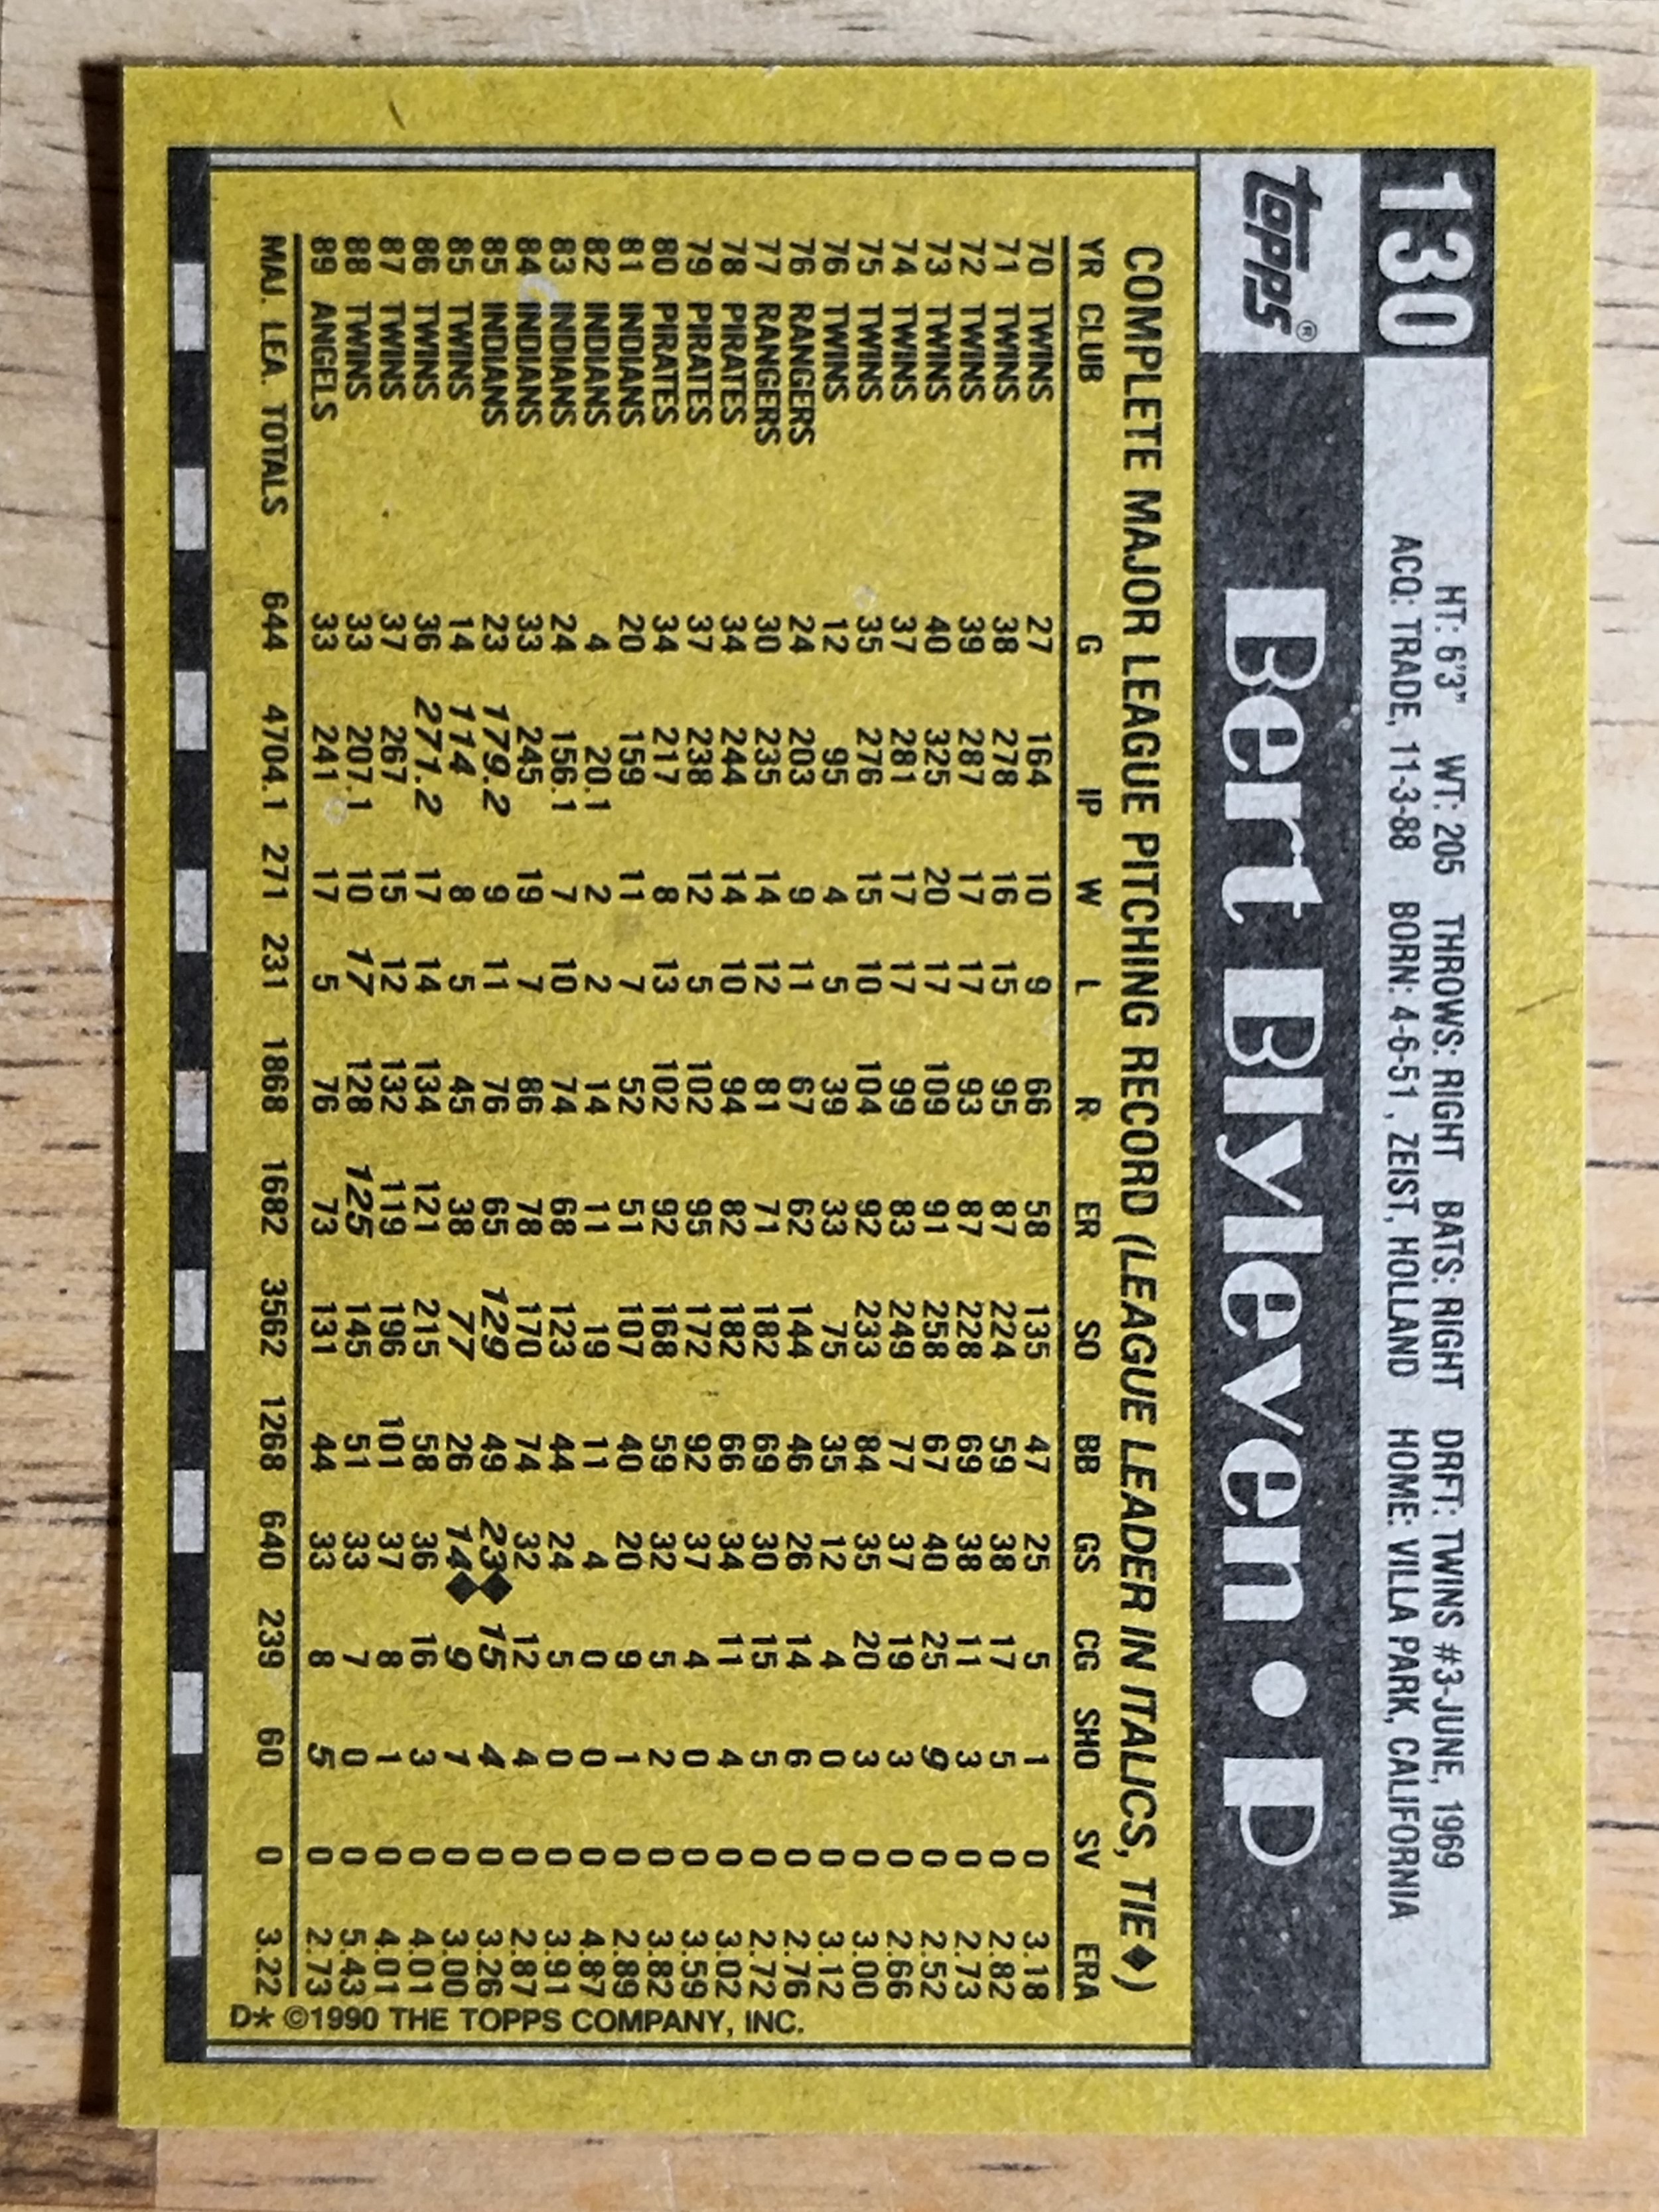 130
HT: 6'3" WT: 205 THROWS: RIGHT BATS: RIGHT DRFT: TWINS #3-JUNE, 1969
ACQ: TRADE, 11-3-88 BORN: 4-6-51, ZEIST, HOLLAND HOME: VILLA PARK, CALIFORNIA
topps® Bert Blyleven • P
COMPLETE MAJOR LEAGUE PITCHING RECORD (LEAGUE LEADER IN ITALICS, TIE◆)
YR CLUB G IP W L R ER SO BB GS CG SHO SV ERA
70 TWINS 27 164 10 9 66 58 135 47 25 5 1 0 3.18
71 TWINS 38 278 16 15 95 87 224 59 38 17 5 0 2.82
72 TWINS 39 287 17 17 93 87 228 69 38 11 3 0 2.73
73 TWINS 40 325 20 17 109 91 258 67 40 25 9 0 2.52
74 TWINS 37 281 17 17 99 83 249 77 37 19 3 0 2.66
75 TWINS 35 276 15 10 104 92 233 84 35 20 3 0 3.00
76 TWINS 12 95 4 5 39 33 75 35 12 4 0 0 3.12
76 RANGERS 24 203 9 11 67 62 144 46 26 14 6 0 2.76
77 RANGERS 30 235 14 12 81 71 182 69 30 15 5 0 2.72
78 PIRATES 34 244 14 10 94 82 182 66 34 11 4 0 3.02
79 PIRATES 37 238 12 5 102 95 172 92 37 4 0 0 3.59
80 PIRATES 34 217 8 13 102 92 168 59 32 5 2 0 3.82
81 INDIANS 20 159 11 7 52 51 107 40 20 9 1 0 2.89
82 INDIANS 4 20.1 2 2 14 11 19 11 4 0 0 0 4.87
83 INDIANS 24 156.1 7 10 74 68 123 44 24 5 0 0 3.91
84 INDIANS 33 245 19 7 86 78 170 74 32 12 4 0 2.87
85 INDIANS 23 179.2 9 11 76 65 129 49 23◆ 15 4 0 3.26
85 TWINS 14 114 8 5 45 38 77 26 14◆ 9 7 0 3.00
86 TWINS 36 271.2 17 14 134 121 215 58 36 16 3 0 4.01
87 TWINS 37 267 15 12 132 119 196 101 37 8 1 0 4.01
88 TWINS 33 207.1 10 17 128 125 145 51 33 7 0 0 5.43
89 ANGELS 33 241 17 5 76 73 131 44 33 8 5 0 2.73
MAJ. LEA. TOTALS 644 4704.1 271 231 1868 1682 3562 1268 640 239 60 0 3.22
D* ©1990 THE TOPPS COMPANY, INC.